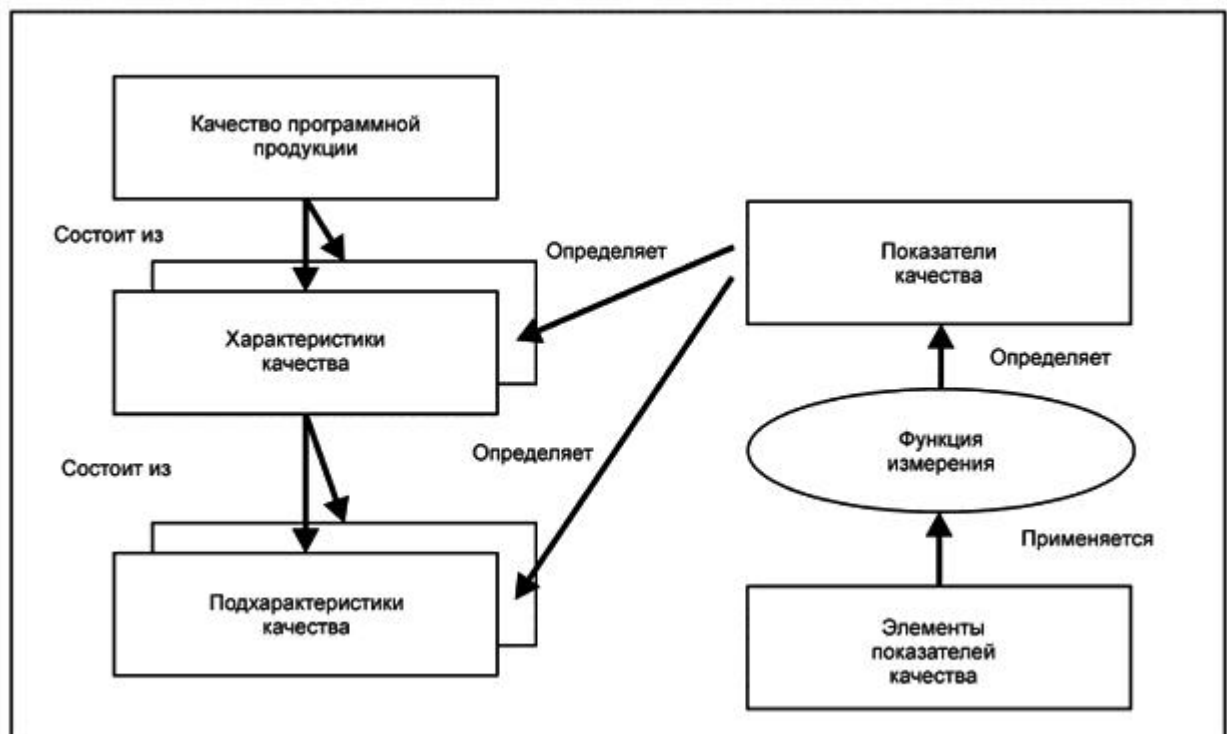 Качество программной
продукции
Состоит из
Определяет
Показатели
качества
Характеристики
качества
Определяет
Функция
измерения
Состоит из
Определяет
Применяется
Подхарактеристики
качества
Элементы
показателей
качества